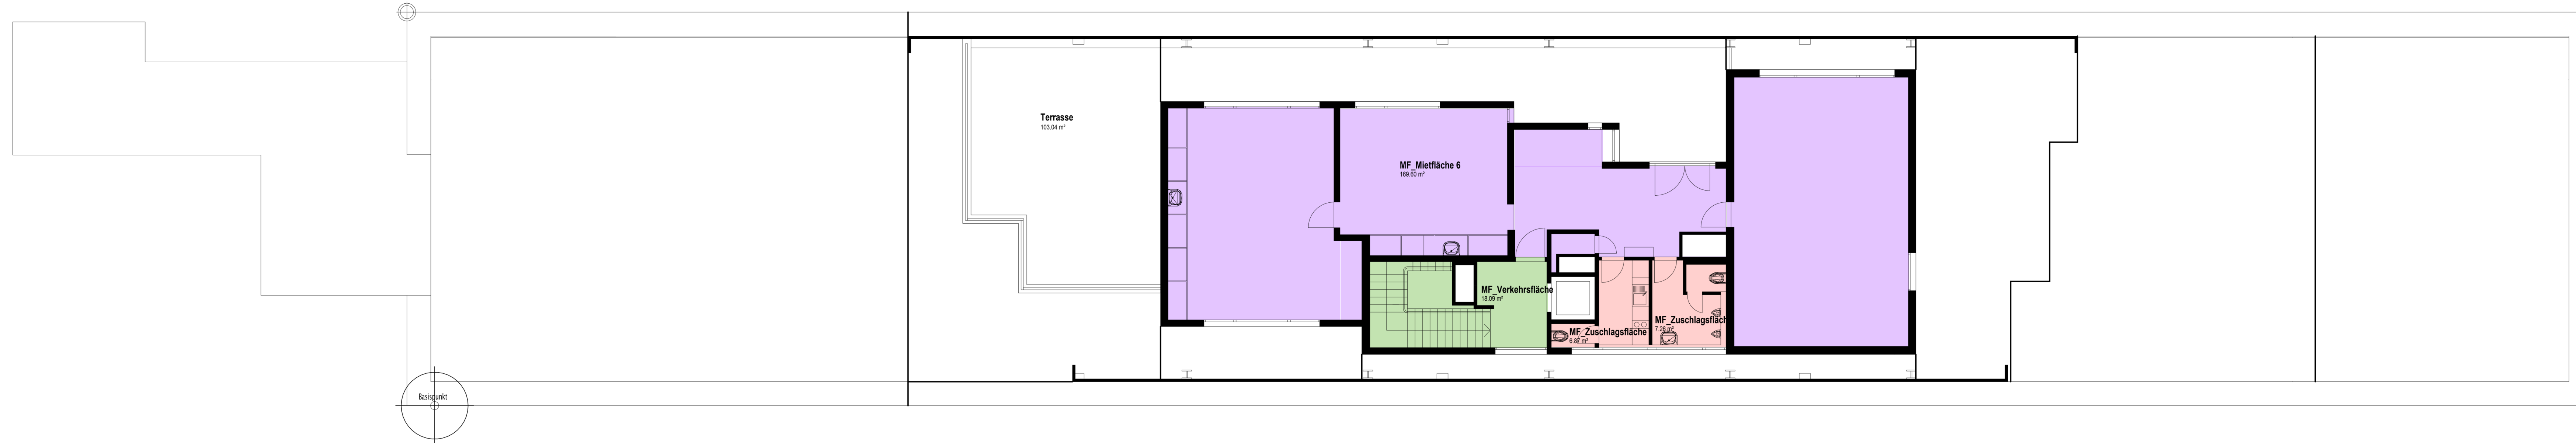 Terrasse
103.04 m²
MF_Mietfläche 6
169.60 m²
MF_Verkehrsfläche
18.09 m²
MF_Zuschlagsfläche
6.87 m²
MF_Zuschlagsfläch
7.26 m²
Basispunkt